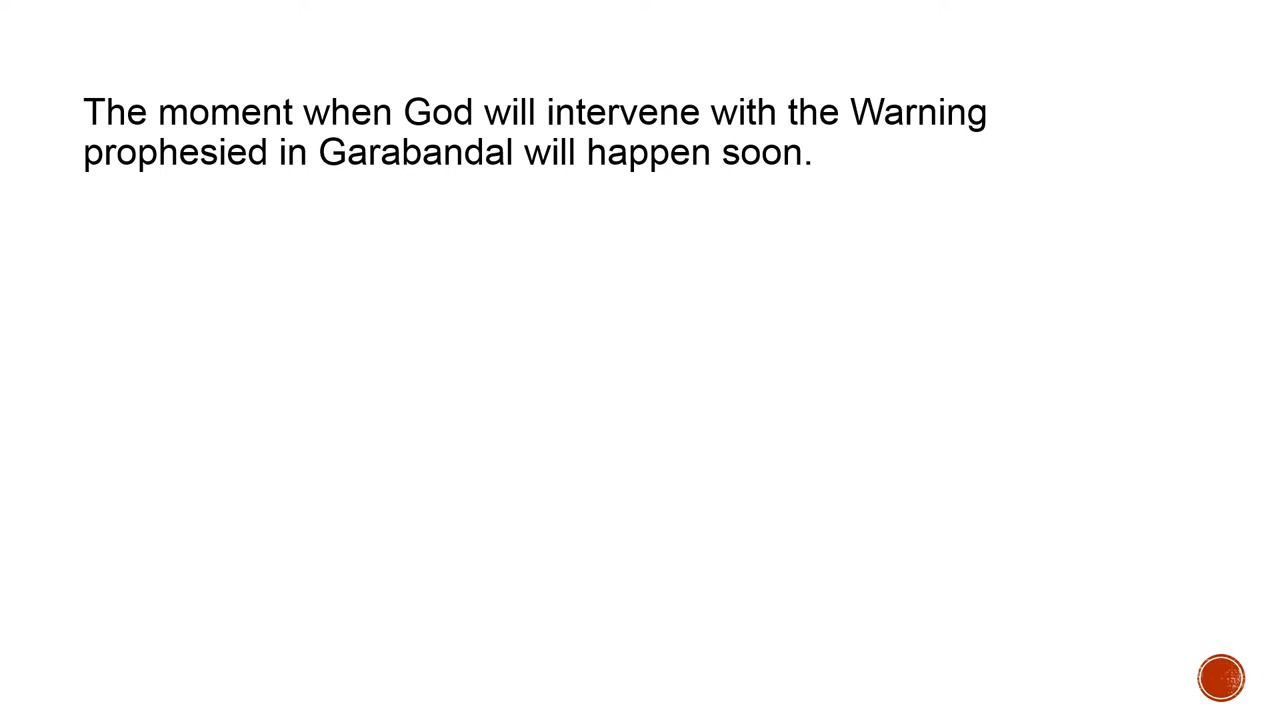 The moment when God will intervene with the Warning
prophesied in Garabandal will happen soon.